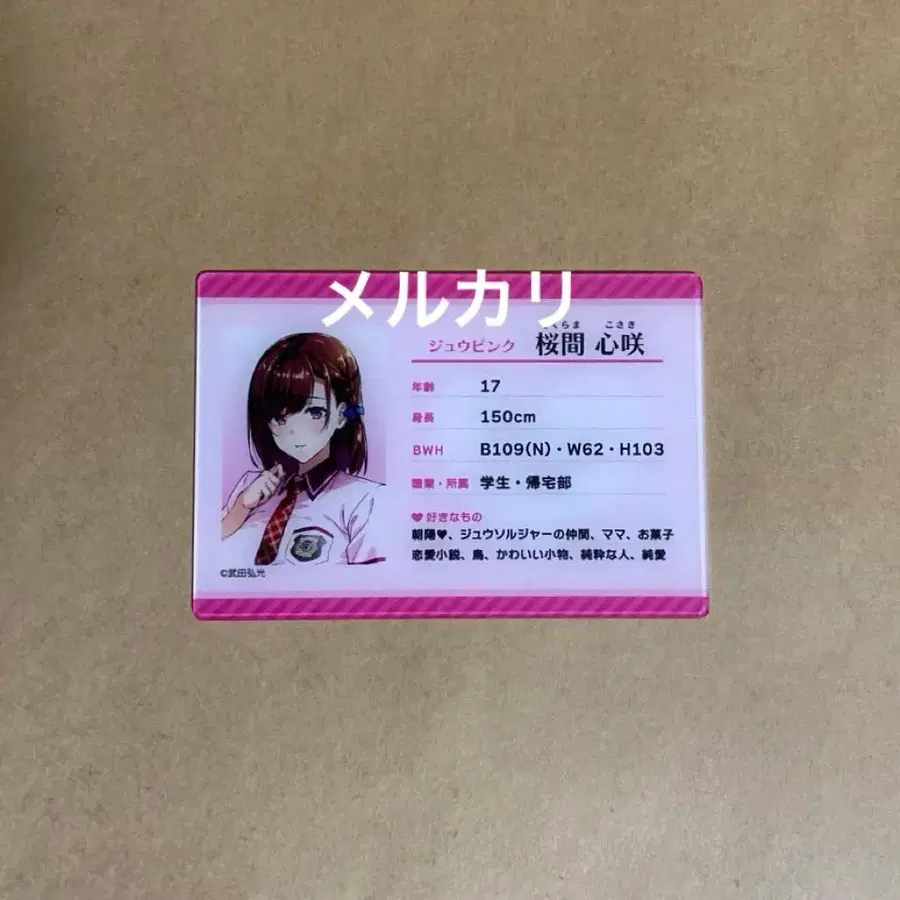 メルカリ
くらま こさき
ジュウピンク 桜間 心咲
年齢 17
身長 150cm
BWH B109(N)・W62・H103
職業・所属 学生・帰宅部
♥好きなもの
朝陽♥、ジュウソルジャーの仲間、ママ、お菓子
恋愛小説、鳥、かわいい小物、純粋な人、純愛
©武田弘光